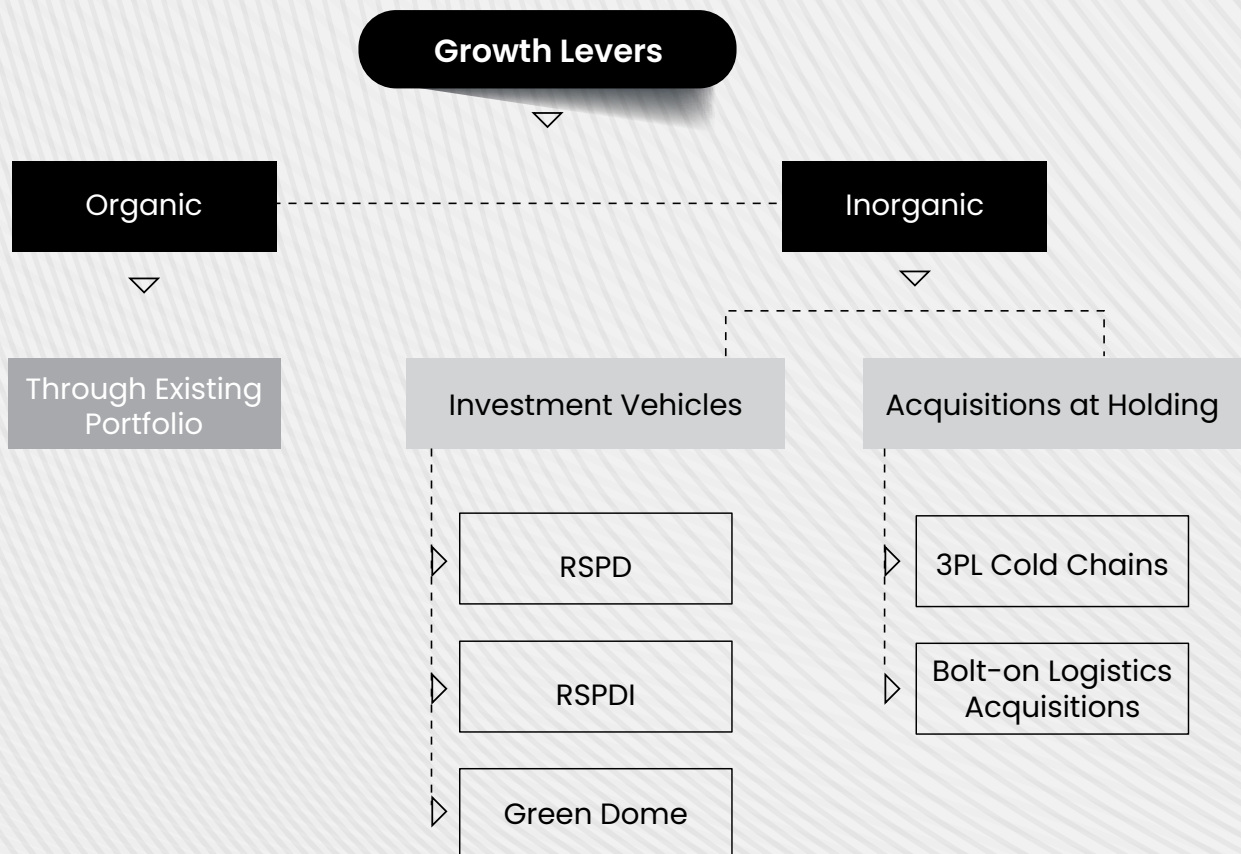 Growth Levers
Organic
Inorganic
Through Existing
Portfolio
Investment Vehicles
Acquisitions at Holding
RSPD
3PL Cold Chains
RSPDI
Bolt-on Logistics
Acquisitions
Green Dome